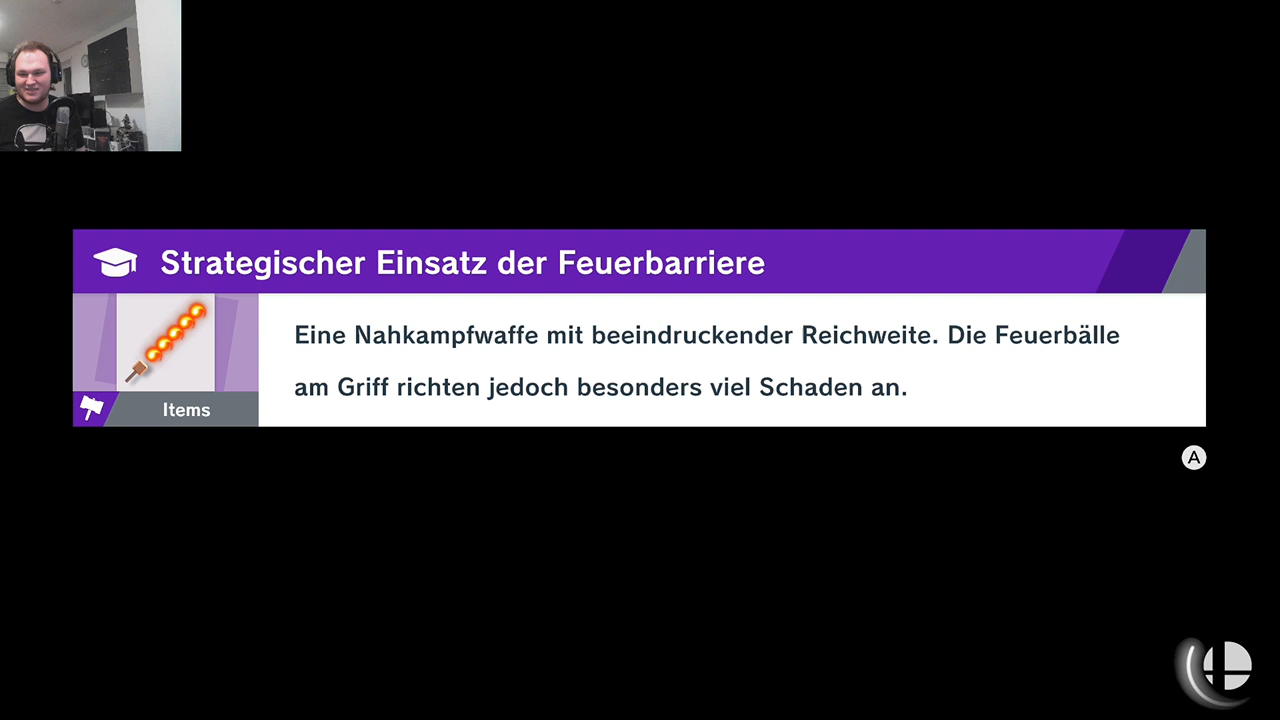 Strategischer Einsatz der Feuerbarriere
Eine Nahkampfwaffe mit beeindruckender Reichweite. Die Feuerbälle
am Griff richten jedoch besonders viel Schaden an.
Items
A